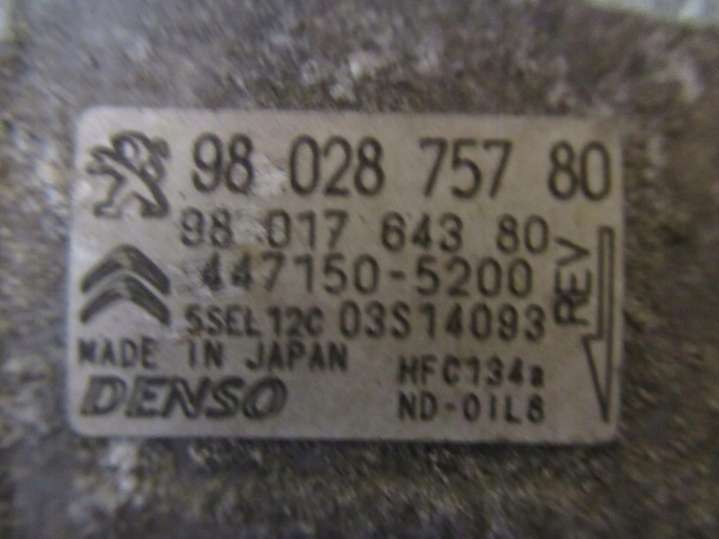 98 028 757 80
98 017 643 80
447150-5200
5SEL12C 03S14093
REV
MADE IN JAPAN HFC134a
DENSO ND-OIL8